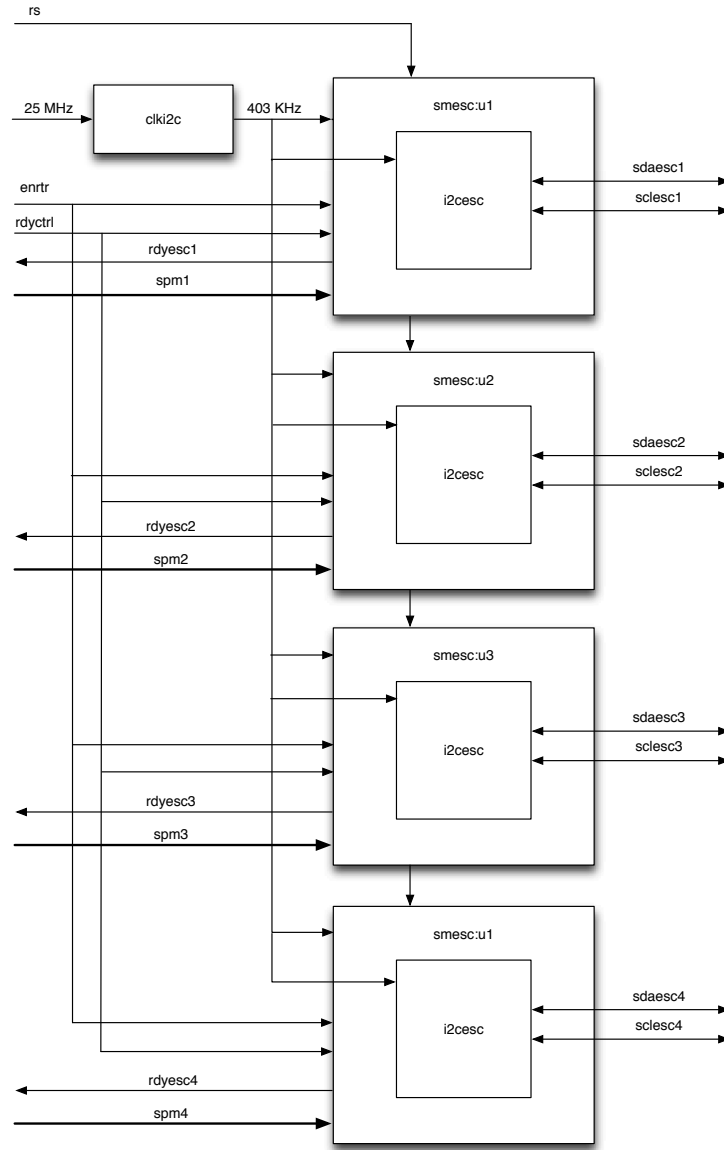 rs
smesc:u1
25 MHz
clki2c
403 KHz
i2cesc
sdaesc1
sclesc1
enrtr
rdyctrl
rdyesc1
spm1
smesc:u2
i2cesc
sdaesc2
sclesc2
rdyesc2
spm2
smesc:u3
i2cesc
sdaesc3
sclesc3
rdyesc3
spm3
smesc:u1
i2cesc
sdaesc4
sclesc4
rdyesc4
spm4